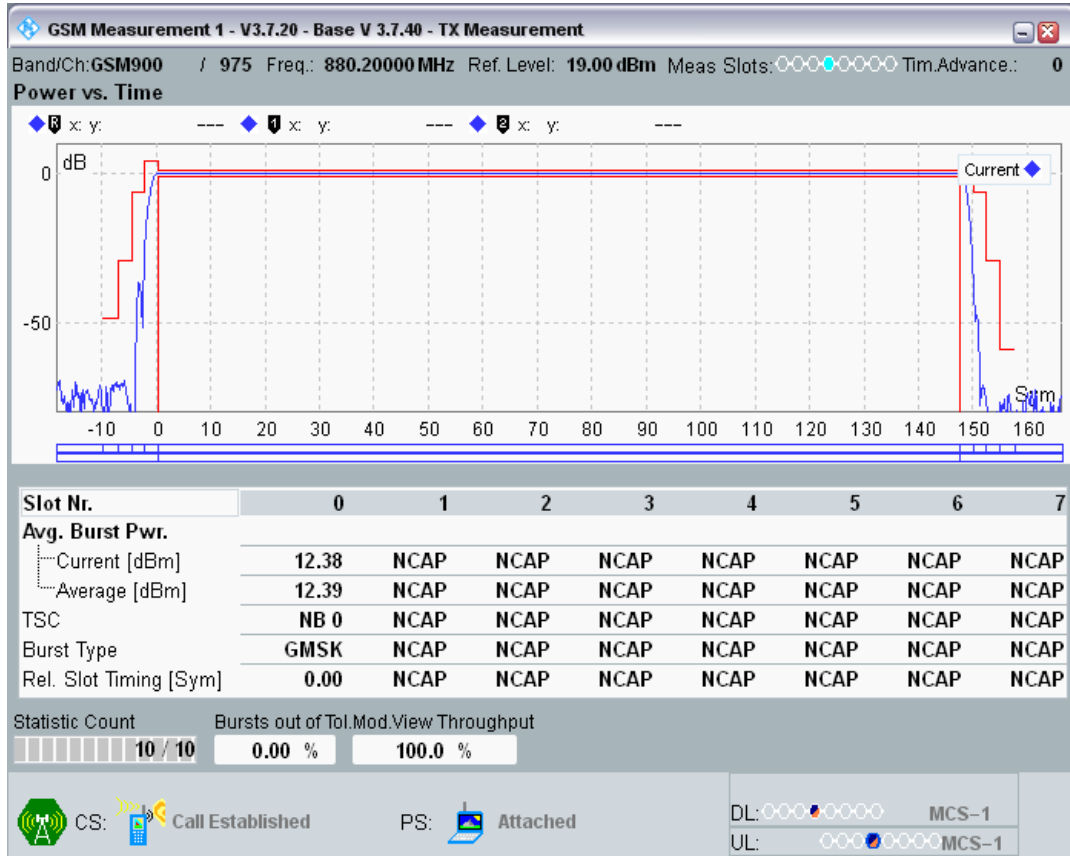 GSM Measurement 1 - V3.7.20 - Base V 3.7.40 - TX Measurement
Band/Ch:GSM900 / 975 Freq.: 880.20000 MHz Ref. Level: 19.00 dBm Meas Slots: Tim.Advance.: 0
Power vs. Time
R x: y: --- 1 x: y: --- 2 x: y: ---
dB
Current
0
-50
Sym
-10 0 10 20 30 40 50 60 70 80 90 100 110 120 130 140 150 160
Slot Nr. 0 1 2 3 4 5 6 7
Avg. Burst Pwr.
Current [dBm] 12.38 NCAP NCAP NCAP NCAP NCAP NCAP NCAP
Average [dBm] 12.39 NCAP NCAP NCAP NCAP NCAP NCAP NCAP
TSC NB 0 NCAP NCAP NCAP NCAP NCAP NCAP NCAP
Burst Type GMSK NCAP NCAP NCAP NCAP NCAP NCAP NCAP
Rel. Slot Timing [Sym] 0.00 NCAP NCAP NCAP NCAP NCAP NCAP NCAP
Statistic Count Bursts out of Tol.Mod.View Throughput
10 / 10 0.00 % 100.0 %
CS: Call Established PS: Attached
DL: MCS-1
UL: MCS-1